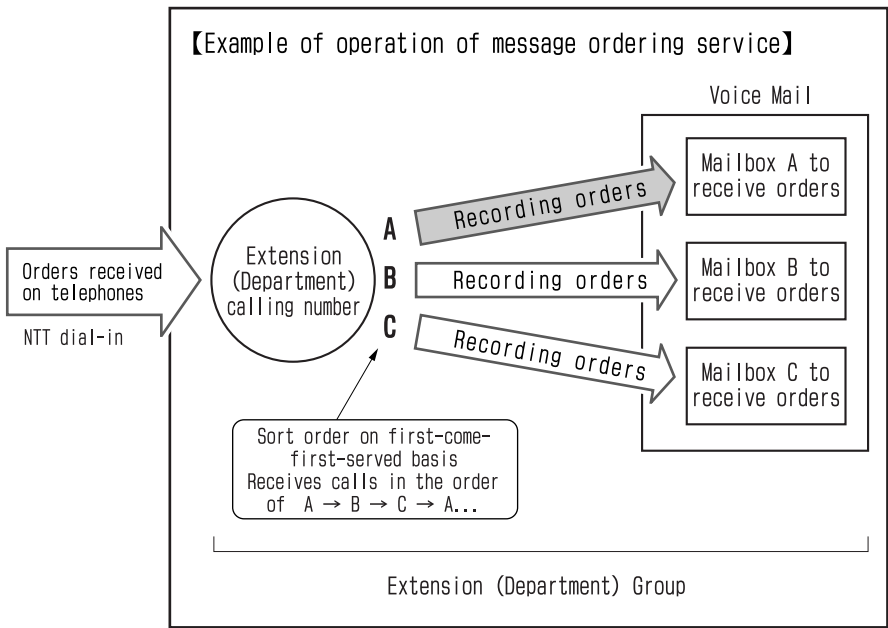 【Example of operation of message ordering service】
Voice Mail
Orders received
on telephones
NTT dial-in
Extension
(Department)
calling number
A
B
C
Recording orders
Recording orders
Recording orders
Mailbox A to
receive orders
Mailbox B to
receive orders
Mailbox C to
receive orders
Sort order on first-come-
first-served basis
Receives calls in the order
of A → B → C → A...
Extension (Department) Group